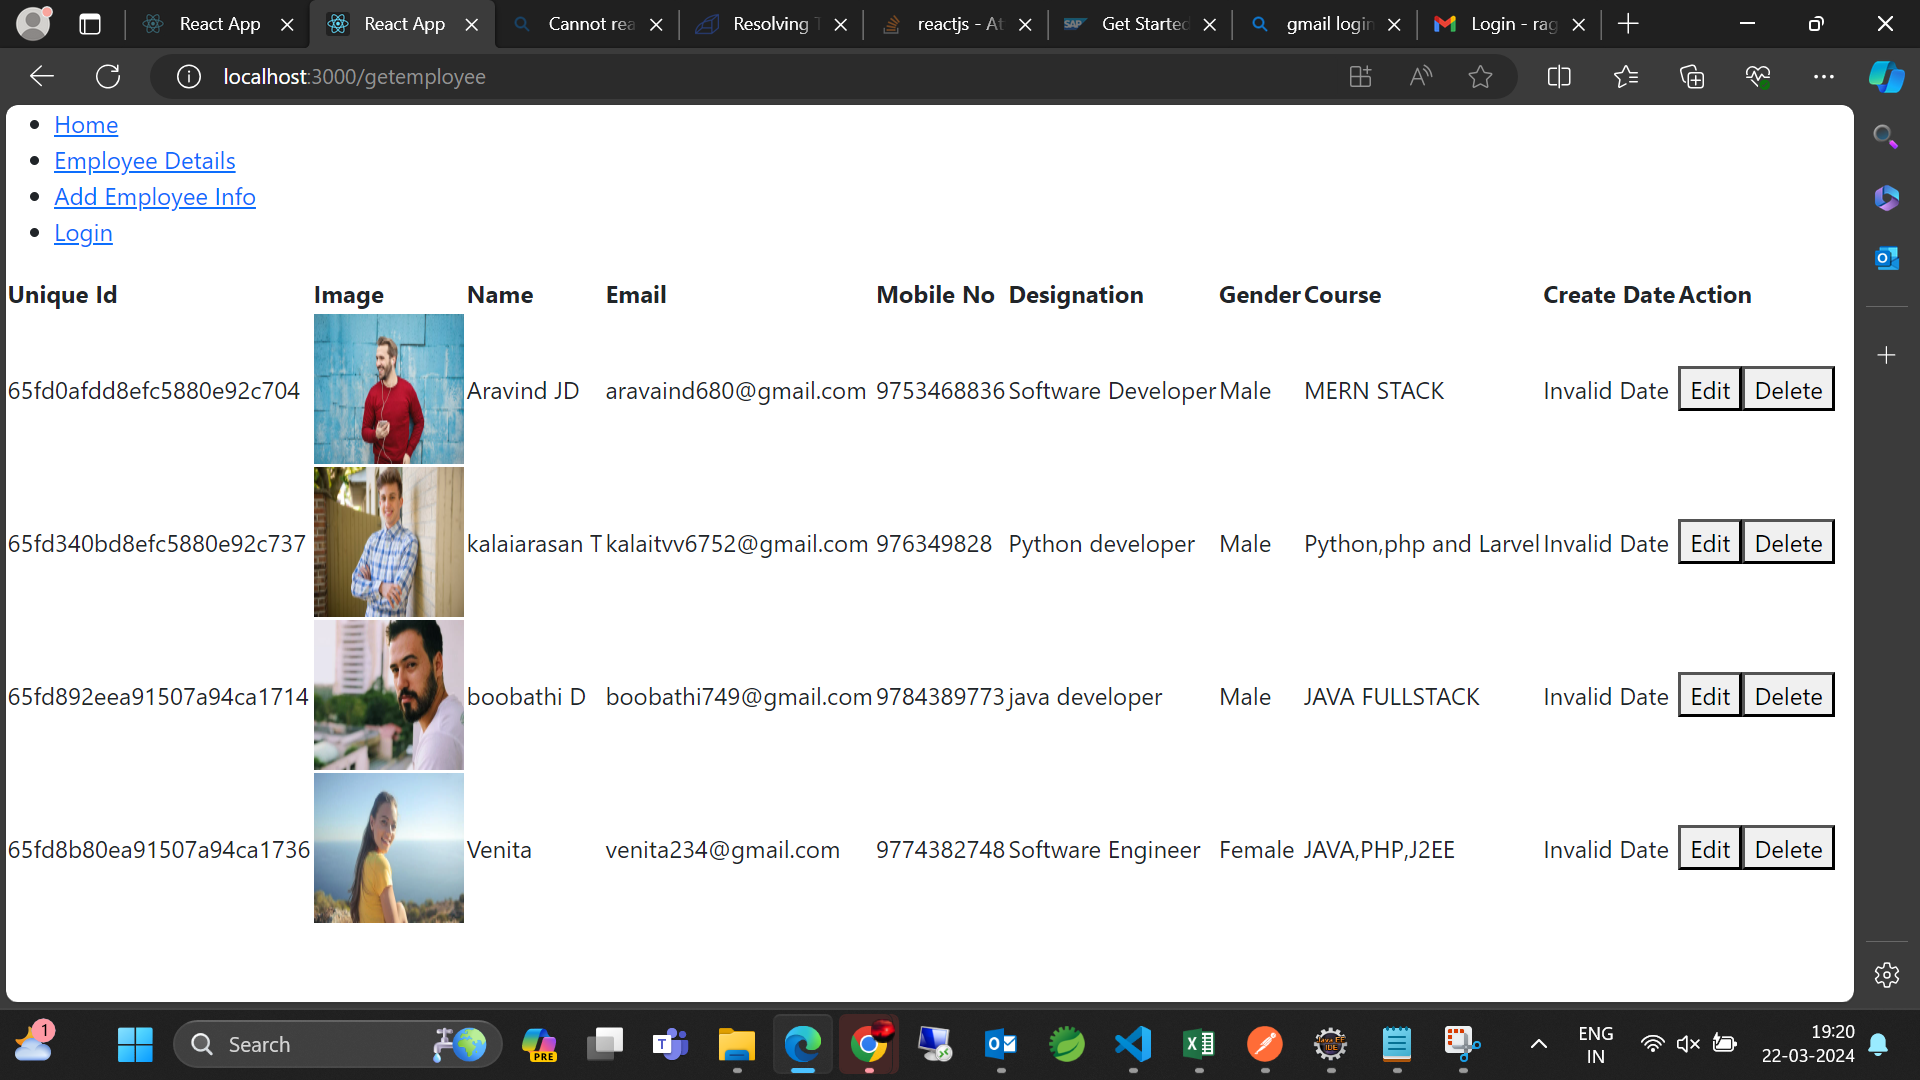 React App
React App
Cannot rea
Resolving T
reactjs - At
Get Started
gmail login
Login - rag
localhost:3000/getemployee
Home
Employee Details
Add Employee Info
Login
Unique Id Image Name Email Mobile No Designation Gender Course Create Date Action
65fd0afdd8efc5880e92c704 Aravind JD aravaind680@gmail.com 9753468836 Software Developer Male MERN STACK Invalid Date Edit Delete
65fd340bd8efc5880e92c737 kalaiarasan T kalaitvv6752@gmail.com 976349828 Python developer Male Python,php and Larvel Invalid Date Edit Delete
65fd892eea91507a94ca1714 boobathi D boobathi749@gmail.com 9784389773 java developer Male JAVA FULLSTACK Invalid Date Edit Delete
65fd8b80ea91507a94ca1736 Venita venita234@gmail.com 9774382748 Software Engineer Female JAVA,PHP,J2EE Invalid Date Edit Delete
1
Search
PRE
ENG
IN
19:20
22-03-2024